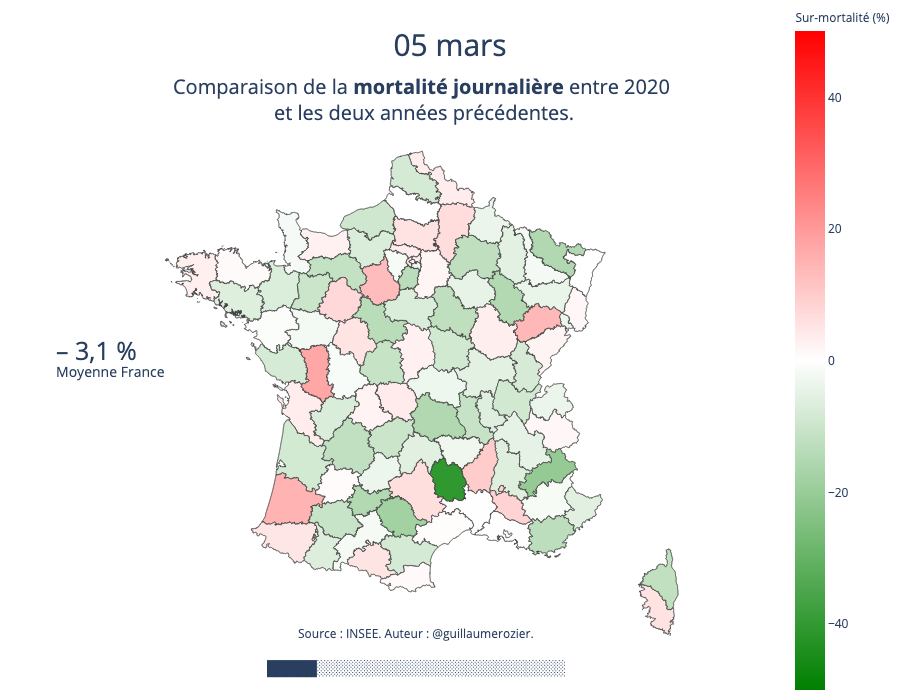 Sur-mortalité (%)
05 mars
Comparaison de la mortalité journalière entre 2020
et les deux années précédentes.
40
20
0
−20
−40
– 3,1 %
Moyenne France
Source : INSEE. Auteur : @guillaumerozier.